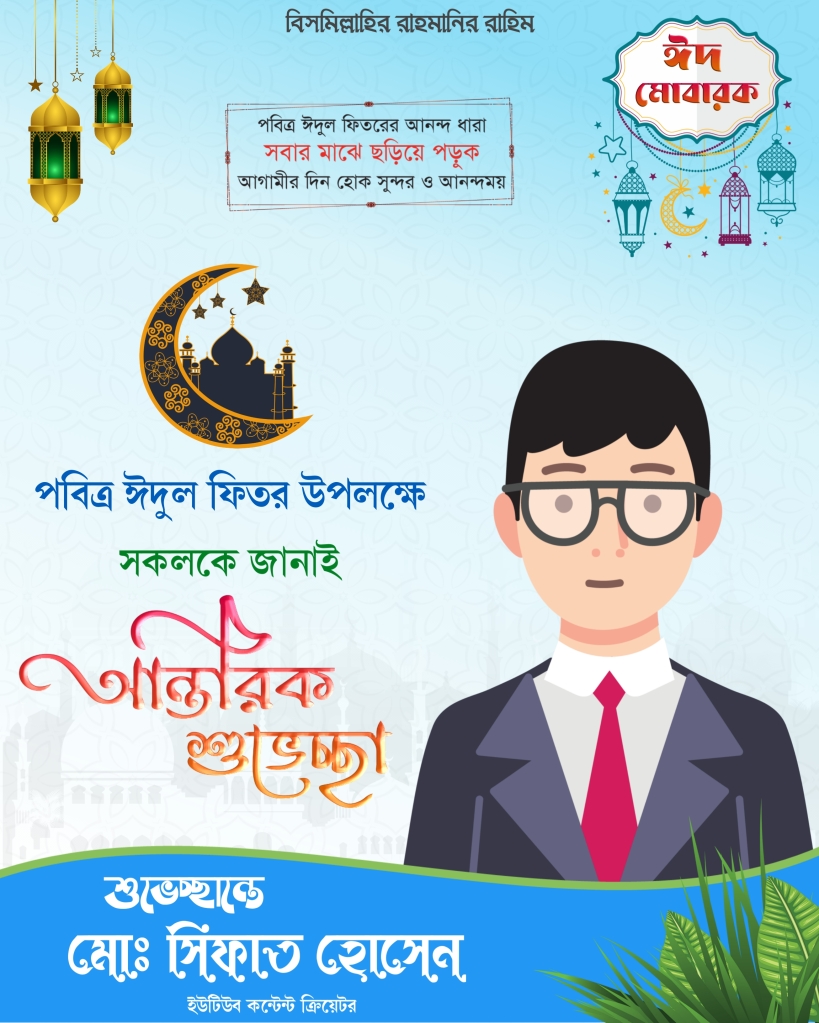 বিসমিল্লাহির রাহমানির রাহিম
ঈদ
মোবারক
পবিত্র ঈদুল ফিতরের আনন্দ ধারা
সবার মাঝে ছড়িয়ে পড়ুক
আগামীর দিন হোক সুন্দর ও আনন্দময়
পবিত্র ঈদুল ফিতর উপলক্ষে
সকলকে জানাই
আন্তরিক
শুভেচ্ছা
শুভেচ্ছান্তে
মোঃ সিফাত হোসেন
ইউটিউব কন্টেন্ট ক্রিয়েটর